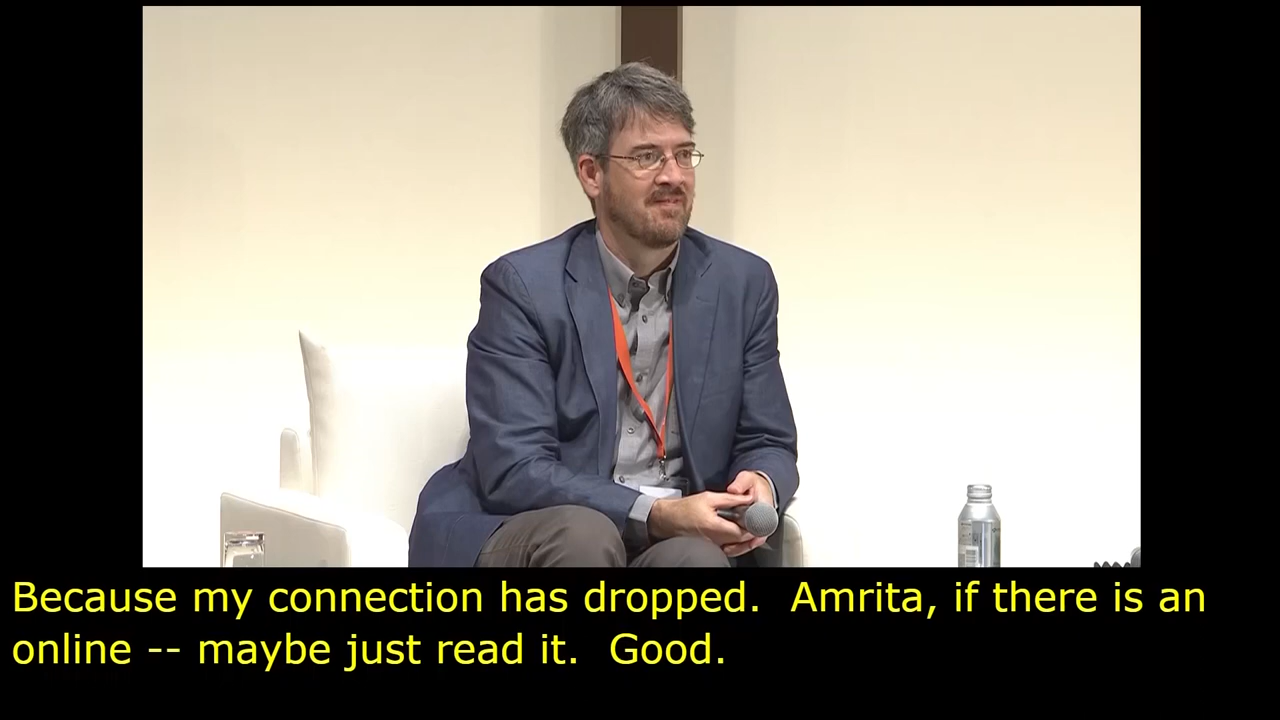 Because my connection has dropped.  Amrita, if there is an
online -- maybe just read it.  Good.